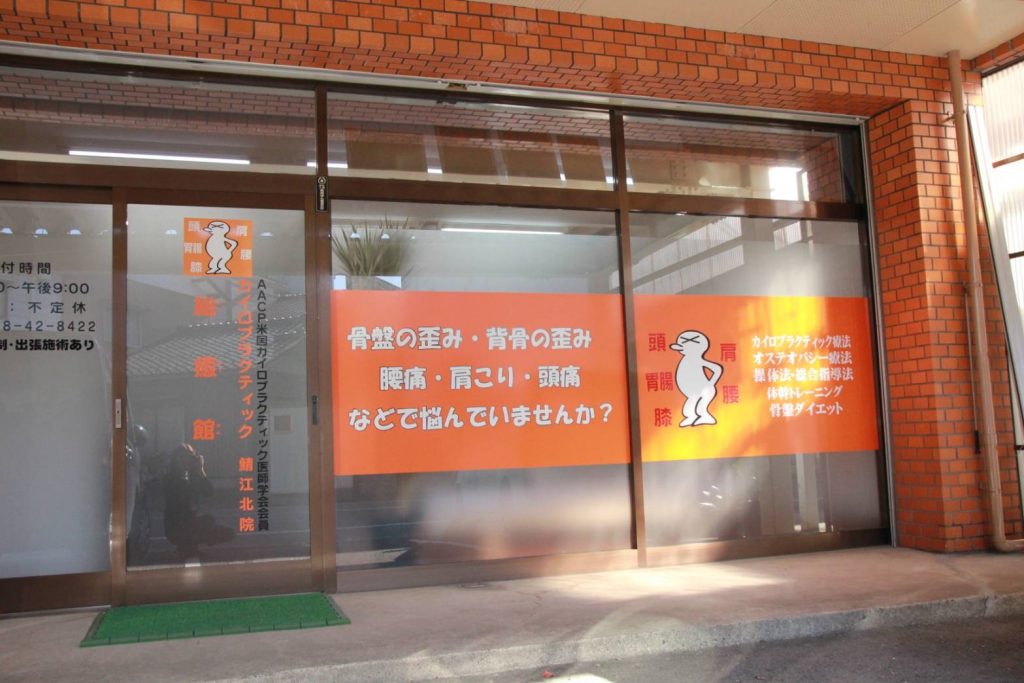 付時間
0～午後9:00
：不定休
8-42-8422
制・出張施術あり
頭
胃腸
膝
肩
腰
館
カイロプラクティック 鯖江北院
AACP米国カイロプラクティック医師学会会員
骨盤の歪み・背骨の歪み
腰痛・肩こり・頭痛
などで悩んでいませんか？
頭
胃腸
膝
肩
腰
カイロプラクティック療法
オステオパシー療法
操体法・総合指導法
体幹トレーニング
骨盤ダイエット